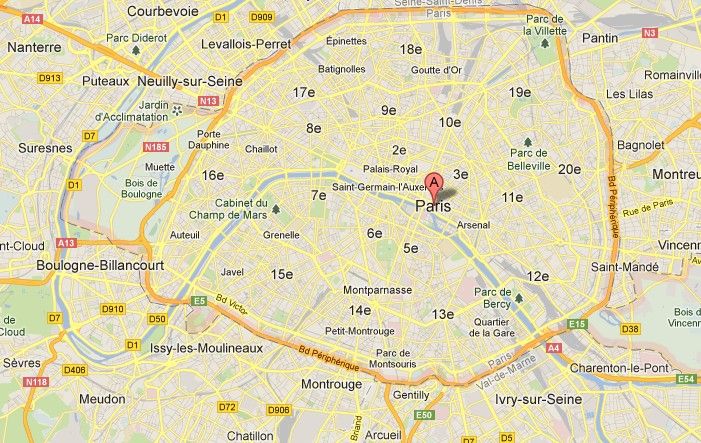 A14
Courbevoie
D1
D909
Seine-Saint-Denis
Paris
Parc de
la Villette
Pantin
N3
Nanterre
Parc Diderot
Levallois-Perret
Épinettes
18e
Batignolles
Goutte d'Or
Romainville
D913
Puteaux
Neuilly-sur-Seine
N13
17e
19e
Les Lilas
Jardin
d'Acclimatation
9e
10e
8e
D7
Suresnes
N185
Porte
Dauphine
Chaillot
2e
Parc de
Belleville
Bagnolet
Muette
Palais-Royal
3e
20e
Montreu
D1
Bois de
Boulogne
16e
7e
Saint-Germain-l'Auxerr
A
11e
Bd Périphérique
Rue de Paris
Cabinet du
Champ de Mars
Paris
Arsenal
nt-Cloud
A13
Auteuil
Grenelle
6e
5e
Vincenn
Boulogne-Billancourt
Javel
15e
12e
Saint-Mandé
Montparnasse
Parc de
Bercy
E5
Bd Victor
14e
13e
D910
D7
D50
Petit-Montrouge
Quartier
de la Gare
E15
D38
Bois d
Vincenn
de Cloud
D1
Issy-les-Moulineaux
Bd Périphérique
Parc de
Montsouris
Paris
Val-de-Marne
A4
Sèvres
D406
Charenton-le-Pont
N118
Montrouge
Gentilly
E54
Meudon
D72
D906
E50
Ivry-sur-Seine
Clamart
Arcueil